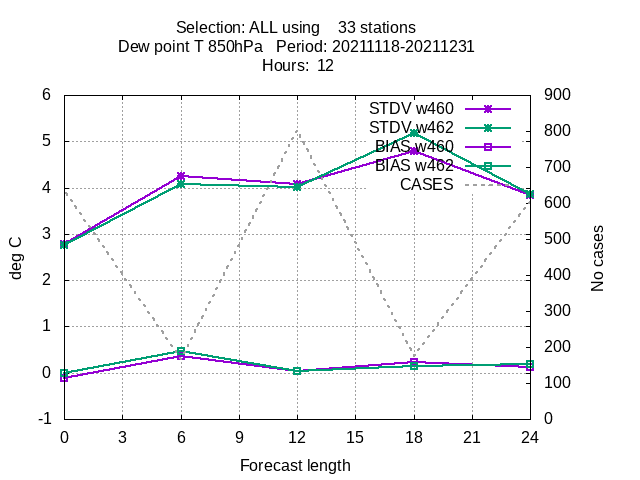 Selection: ALL using    33 stations
Dew point T 850hPa   Period: 20211118-20211231
Hours:  12
6
5
4
3
2
1
0
-1
deg C
STDV w460
STDV w462
BIAS w460
BIAS w462
CASES
900
800
700
600
500
400
300
200
100
0
No cases
0 3 6 9 12 15 18 21 24
Forecast length